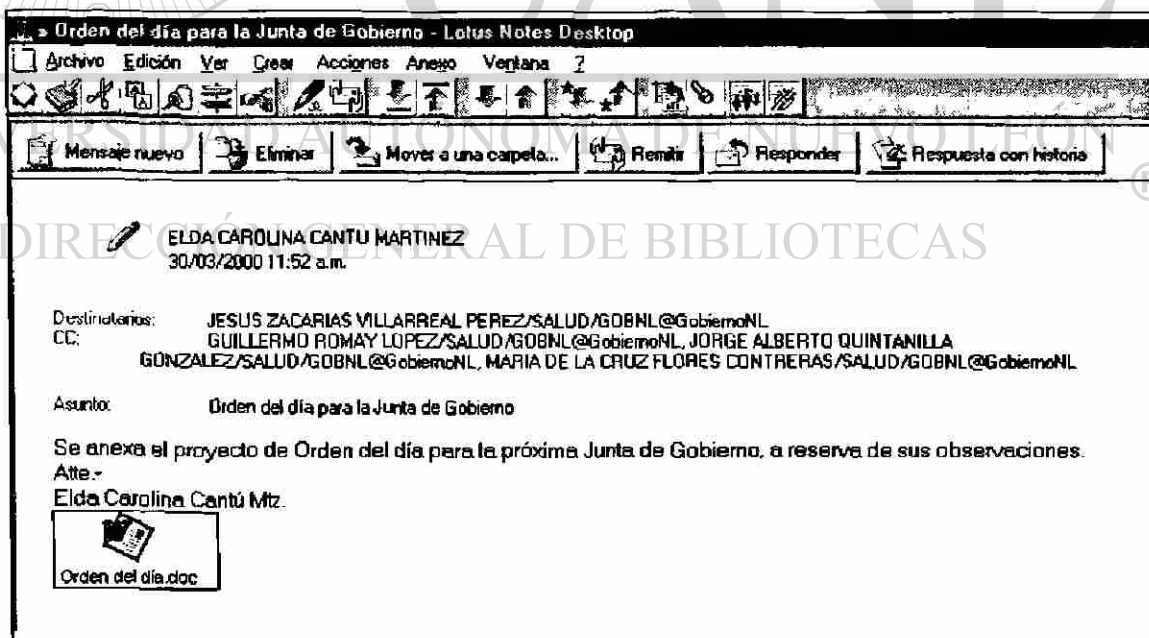 » Orden del día para la Junta de Gobierno - Lotus Notes Desktop
Archivo Edición Ver Crear Acciones Anexo Ventana ?
VERSIDAD AUTÓNOMA DE NUEVO LEÓN
®
Mensaje nuevo Eliminar Mover a una carpeta... Remitir Responder Respuesta con historia
DIRECCIÓN GENERAL DE BIBLIOTECAS
ELDA CAROLINA CANTU MARTINEZ
30/03/2000 11:52 a.m.
Destinatarios: JESUS ZACARIAS VILLARREAL PEREZ/SALUD/GOBNL@GobiernoNL
CC: GUILLERMO ROMAY LOPEZ/SALUD/GOBNL@GobiernoNL, JORGE ALBERTO QUINTANILLA
GONZALEZ/SALUD/GOBNL@GobiernoNL, MARIA DE LA CRUZ FLORES CONTRERAS/SALUD/GOBNL@GobiernoNL
Asunto: Orden del día para la Junta de Gobierno
Se anexa el proyecto de Orden del día para la próxima Junta de Gobierno, a reserva de sus observaciones.
Atte.-
Elda Carolina Cantú Mtz.
Orden del día.doc